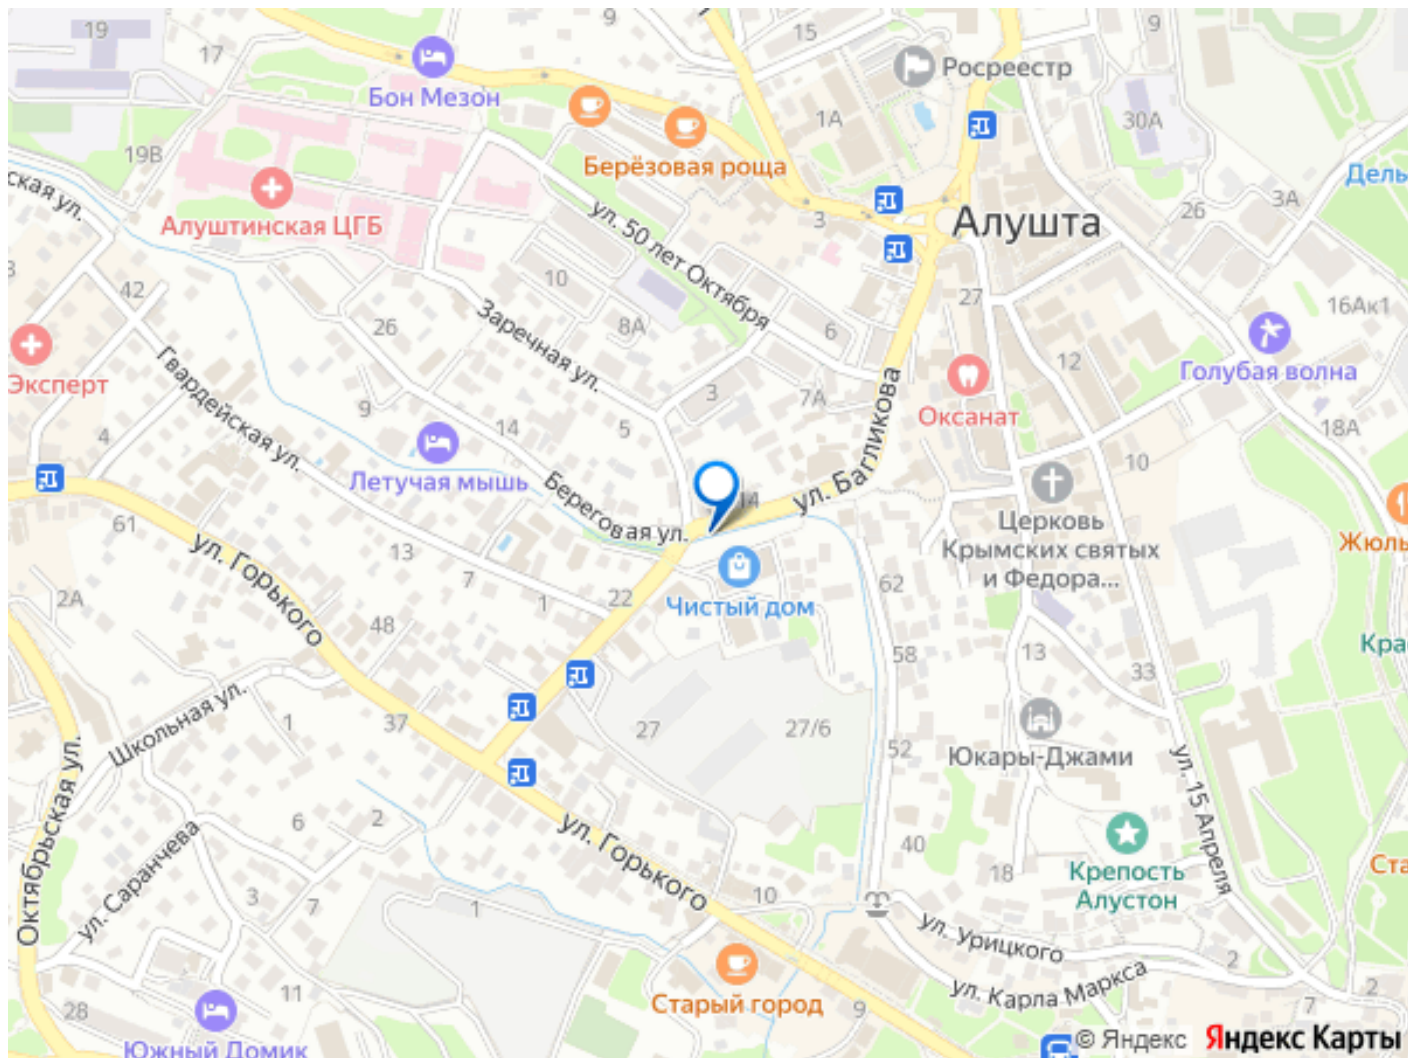 19
17
9
15
9
Бон Мезон
Росреестр
1А
30А
19В
Берёзовая роща
Дель
ская ул.
Алуштинская ЦГБ
ул. 50 лет Октября
3
Алушта
26
3А
10
42
26
Заречная ул.
8А
6
27
16Ак1
Эксперт
Гвардейская ул.
12
Голубая волна
9
14
5
3
7А
Оксанат
18А
4
Летучая мышь
Береговая ул.
14
ул. Багликова
10
Церковь
Крымских святых
и Федора...
Жюль
61
ул. Горького
13
7
1
22
Чистый дом
62
2А
48
58
13
33
Кра
Школьная ул.
1
37
27
27/6
52
Юкары-Джами
ул. 15 Апреля
Октябрьская ул.
ул. Саранчева
6
2
ул. Горького
40
18
Крепость
Алустон
Ста
3
7
1
10
ул. Урицкого
2
ул. Карла Маркса
28
11
Старый город
9
7
2
Южный Домик
© Яндекс Яндекс Карты